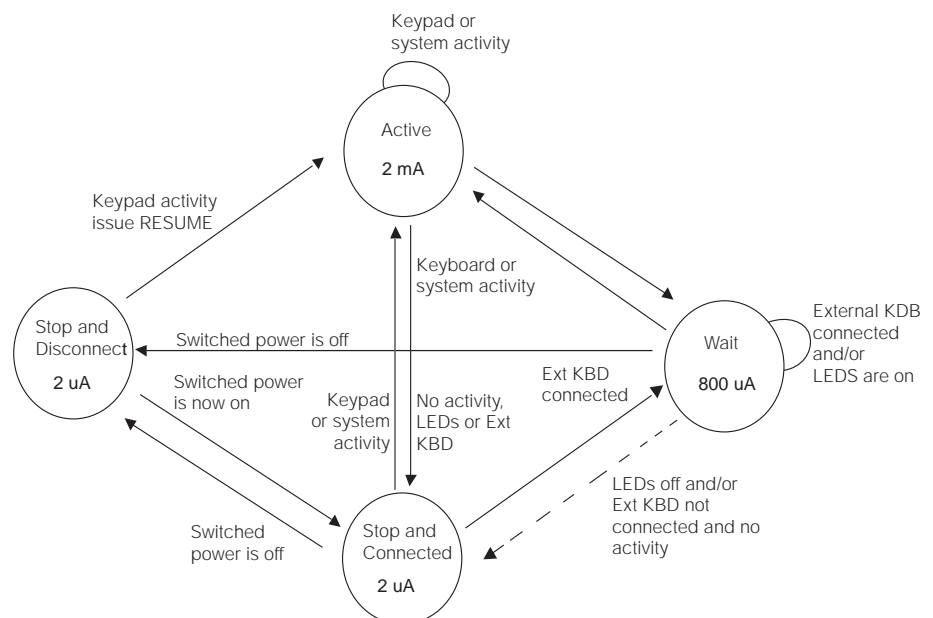 Keypad or
system activity
Active
2 mA
Keypad activity
issue RESUME
Keyboard or
system activity
Stop and
Disconnect
2 uA
Switched power is off
Switched power
is now on
Wait
800 uA
External KDB
connected
and/or
LEDS are on
Ext KBD
connected
Keypad
or system
activity
No activity,
LEDs or Ext
KBD
Switched
power is off
Stop and
Connected
2 uA
LEDs off and/or
Ext KBD not
connected and no
activity